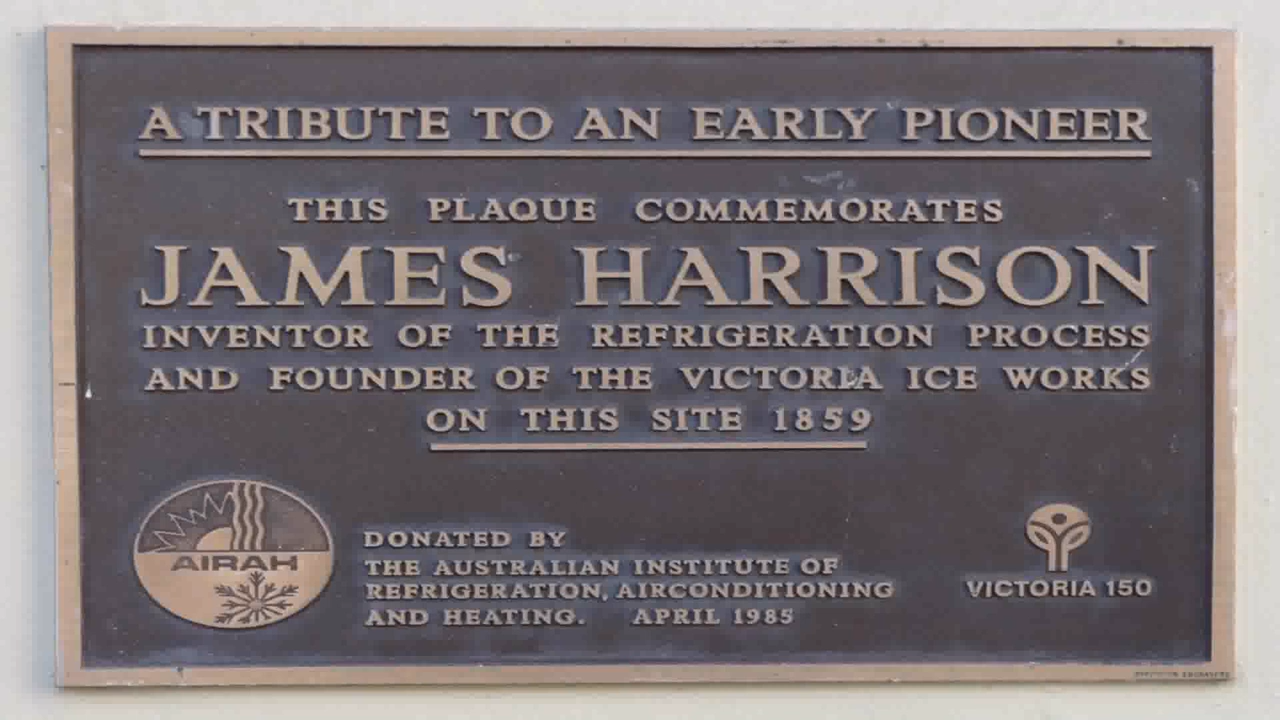 A TRIBUTE TO AN EARLY PIONEER
THIS PLAQUE COMMEMORATES
JAMES HARRISON
INVENTOR OF THE REFRIGERATION PROCESS
AND FOUNDER OF THE VICTORIA ICE WORKS
ON THIS SITE 1859
AIRAH
DONATED BY
THE AUSTRALIAN INSTITUTE OF
REFRIGERATION, AIRCONDITIONING
AND HEATING. APRIL 1985
VICTORIA 150